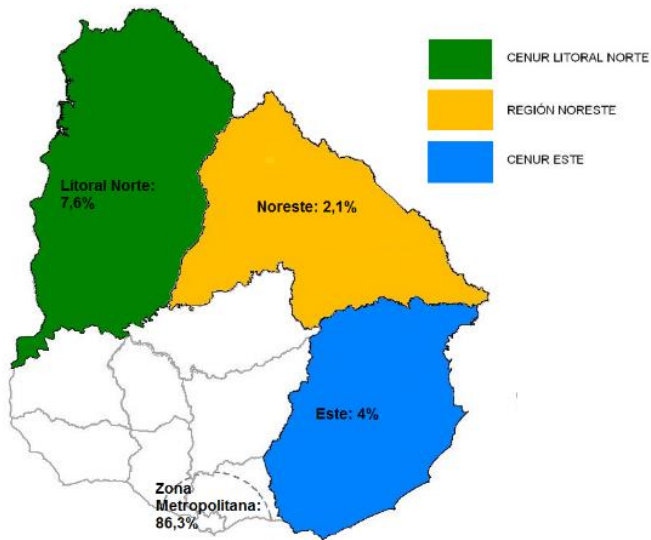 CENUR LITORAL NORTE
REGIÓN NORESTE
CENUR ESTE
Litoral Norte:
7,6%
Noreste: 2,1%
Este: 4%
Zona
Metropolitana:
86,3%